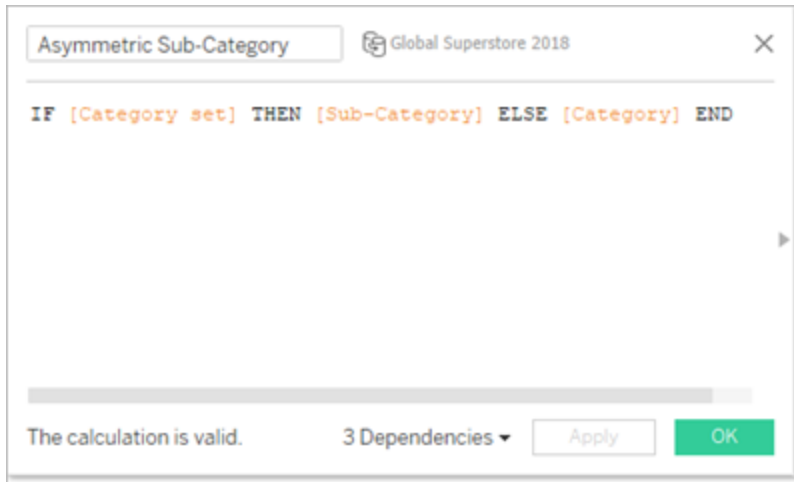 Asymmetric Sub-Category Global Superstore 2018
IF [Category set] THEN [Sub-Category] ELSE [Category] END
The calculation is valid. 3 Dependencies Apply OK